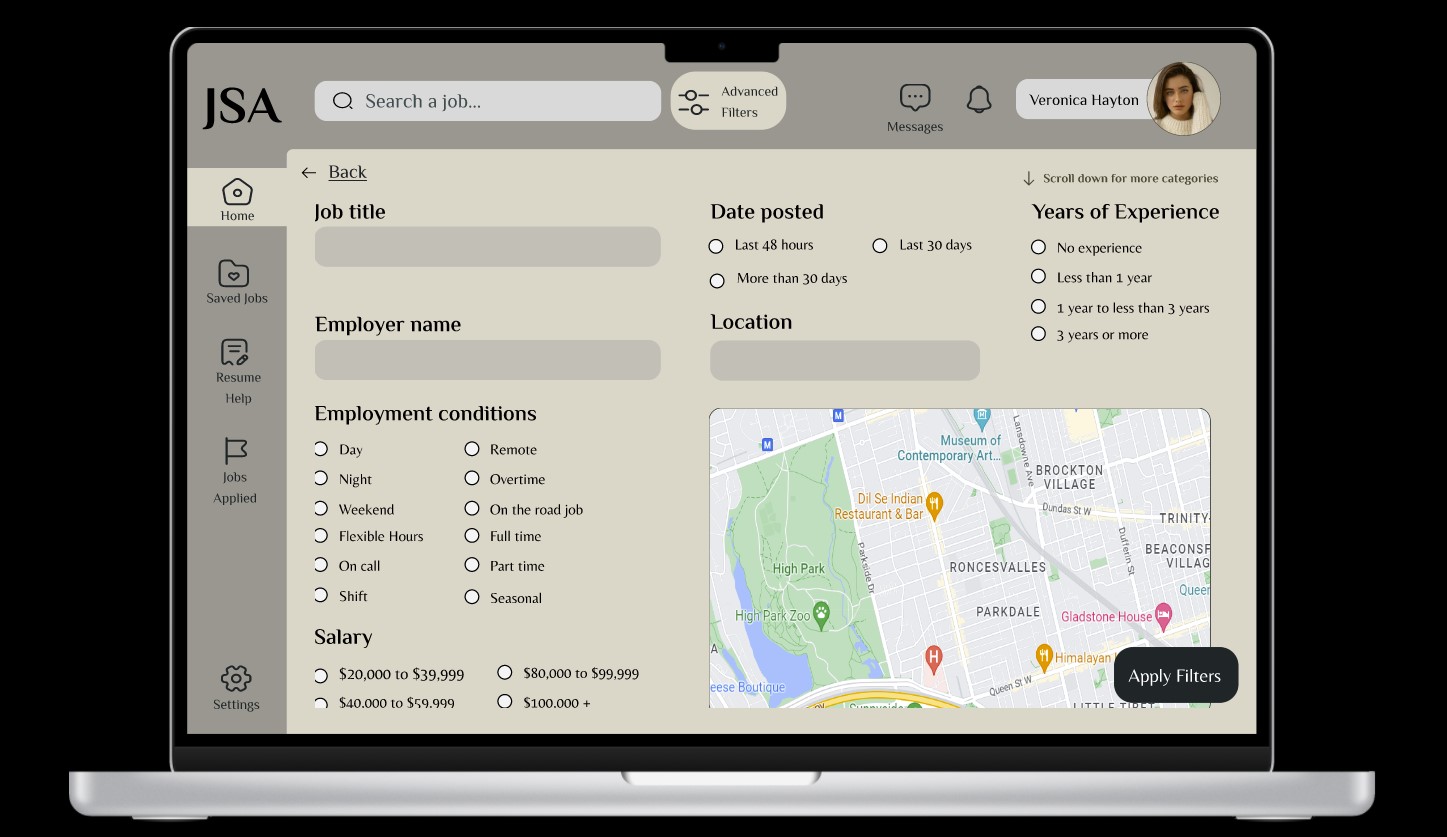 JSA
Search a job...
Advanced
Filters
Messages
Veronica Hayton
Home
Saved Jobs
Resume
Help
Jobs
Applied
Settings
Back
Scroll down for more categories
Job title
Employer name
Employment conditions
Day
Remote
Night
Overtime
Weekend
On the road job
Flexible Hours
Full time
On call
Part time
Shift
Seasonal
Salary
$20,000 to $39,999
$80,000 to $99,999
$40,000 to $59,999
$100,000 +
Date posted
Last 48 hours
Last 30 days
More than 30 days
Location
Years of Experience
No experience
Less than 1 year
1 year to less than 3 years
3 years or more
M
M
Museum of
Contemporary Art...
Lansdowne Ave
BROCKTON
VILLAGE
Dil Se Indian
Restaurant & Bar
Dundas St W
TRINITY-
Parkside Dr
Dufferin St
BEACONSF
VILLAG
High Park
RONCESVALLES
Queer
High Park Zoo
PARKDALE
Gladstone House
A
H
Himalayan
eese Boutique
Queen St W
Sunnyside
LITTLE TIBET
Apply Filters